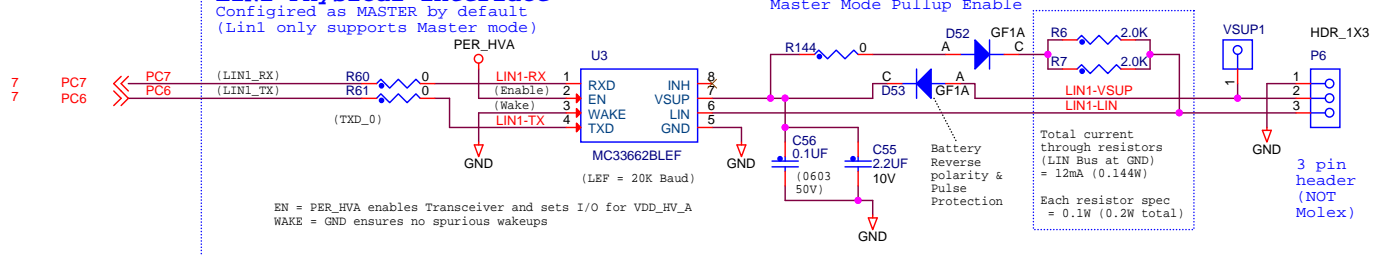 Configired as MASTER by default
(Lin1 only supports Master mode)
Master Mode Pullup Enable
PER_HVA
U3
R144 0
D52 GF1A
A C
R6 2.0K
R7 2.0K
VSUP1
1
HDR_1X3
P6
7 PC7 PC7 (LIN1_RX) R60 0 LIN1-RX 1 RXD INH 8
7 PC6 PC6 (LIN1_TX) R61 0 (Enable) 2 EN VSUP 7
(Wake) 3 WAKE LIN 6
LIN1-TX 4 TXD GND 5
(TXD_0)
C A
D53 GF1A
LIN1-VSUP
LIN1-LIN
1
2
3
GND
MC33662BLEF
(LEF = 20K Baud)
GND
C56
0.1UF
(0603
50V)
C55
2.2UF
10V
GND
Battery
Reverse
polarity &
Pulse
Protection
Total current
through resistors
(LIN Bus at GND)
= 12mA (0.144W)
Each resistor spec
= 0.1W (0.2W total)
GND
3 pin
header
(NOT
Molex)
EN = PER_HVA enables Transceiver and sets I/O for VDD_HV_A
WAKE = GND ensures no spurious wakeups